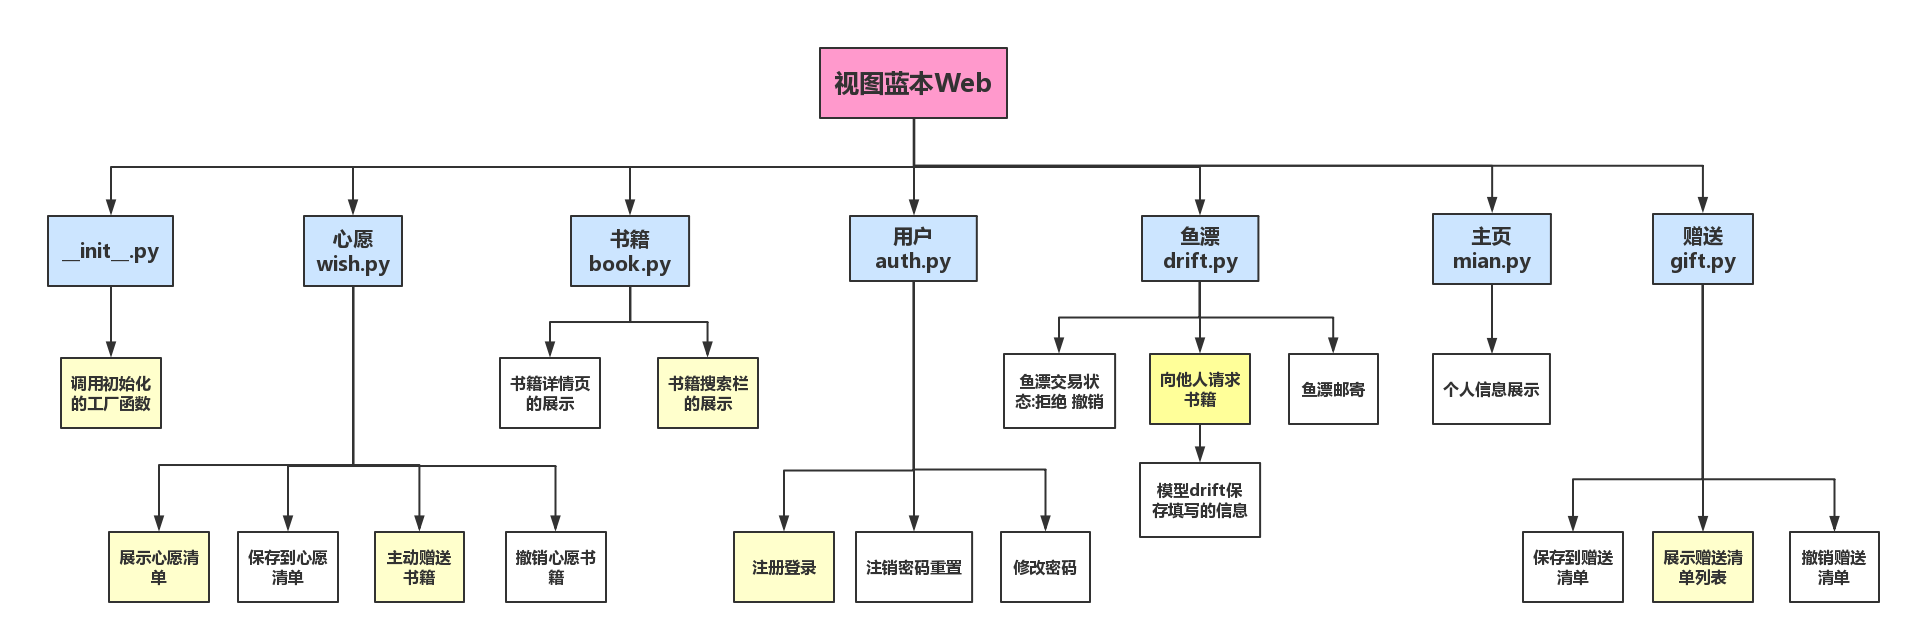 视图蓝本Web
__init__.py
心愿
wish.py
书籍
book.py
用户
auth.py
鱼漂
drift.py
主页
mian.py
赠送
gift.py
调用初始化
的工厂函数
书籍详情页
的展示
书籍搜索栏
的展示
鱼漂交易状
态:拒绝 撤销
向他人请求
书籍
鱼漂邮寄
个人信息展示
模型drift保
存填写的信息
展示心愿清
单
保存到心愿
清单
主动赠送
书籍
撤销心愿书
籍
注册登录
注销密码重置
修改密码
保存到赠送
清单
展示赠送清
单列表
撤销赠送
清单